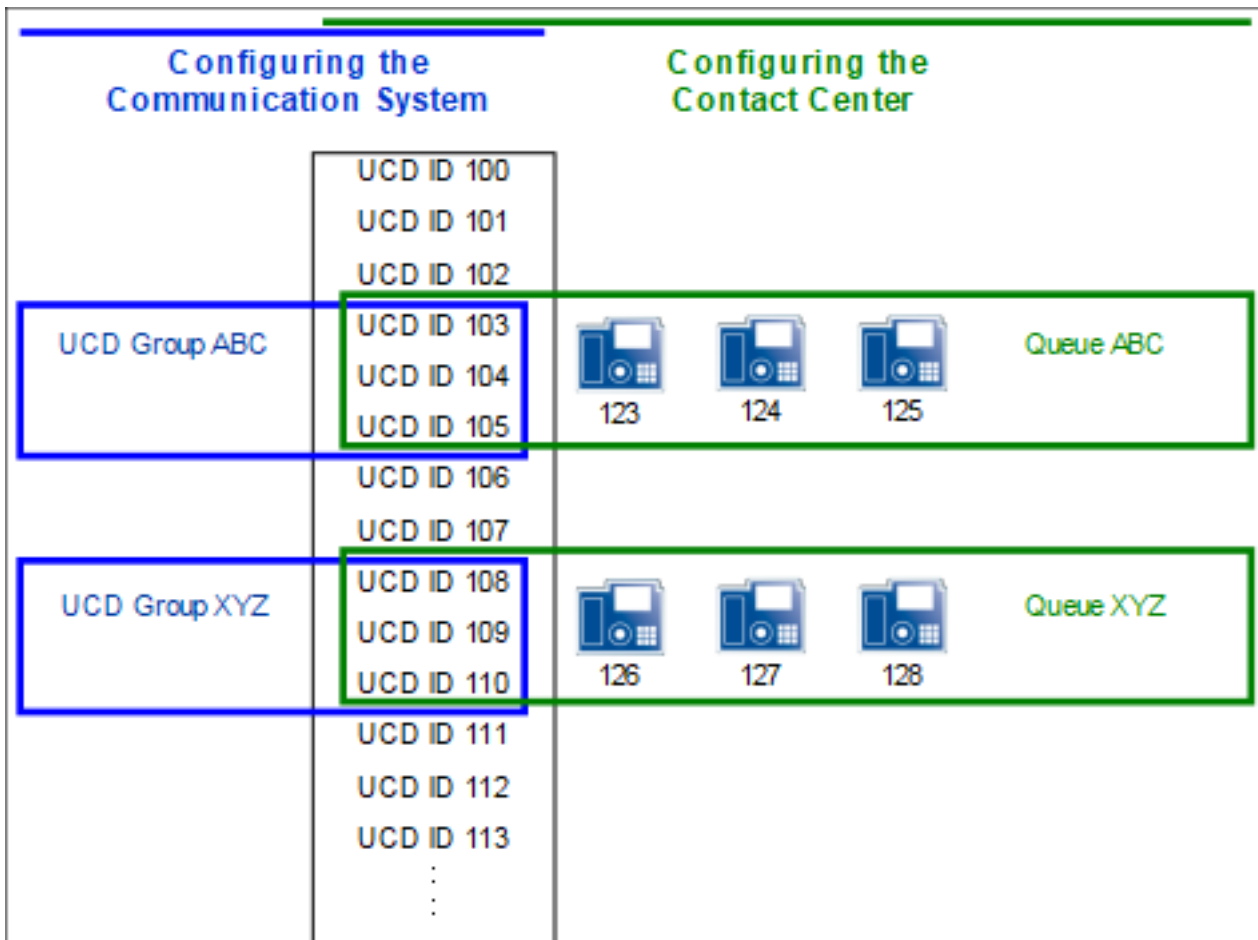 Configuring the
Communication System
Configuring the
Contact Center
UCD ID 100
UCD ID 101
UCD ID 102
UCD ID 103
UCD Group ABC
Queue ABC
UCD ID 104
123
124
125
UCD ID 105
UCD ID 106
UCD ID 107
UCD ID 108
UCD Group XYZ
Queue XYZ
UCD ID 109
126
127
128
UCD ID 110
UCD ID 111
UCD ID 112
UCD ID 113